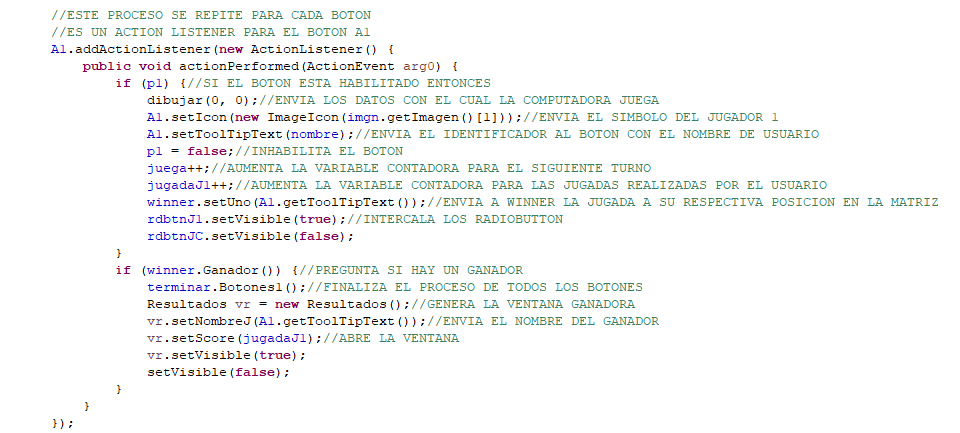 //ESTE PROCESO SE REPITE PARA CADA BOTON
//ES UN ACTION LISTENER PARA EL BOTON A1
A1.addActionListener(new ActionListener() {
    public void actionPerformed(ActionEvent arg0) {
        if (p1) {//SI EL BOTON ESTA HABILITADO ENTONCES
            dibujar(0, 0);//ENVIA LOS DATOS CON EL CUAL LA COMPUTADORA JUEGA
            A1.setIcon(new ImageIcon(imgn.getImagen()[1]));//ENVIA EL SIMBOLO DEL JUGADOR 1
            A1.setToolTipText(nombre);//ENVIA EL IDENTIFICADOR AL BOTON CON EL NOMBRE DE USUARIO
            p1 = false;//INHABILITA EL BOTON
            juega++;//AUMENTA LA VARIABLE CONTADORA PARA EL SIGUIENTE TURNO
            jugadaJ1++;//AUMENTA LA VARIABLE CONTADORA PARA LAS JUGADAS REALIZADAS POR EL USUARIO
            winner.setUno(A1.getToolTipText());//ENVIA A WINNER LA JUGADA A SU RESPECTIVA POSICION EN LA MATRIZ
            rdbtnJ1.setVisible(true);//INTERCALA LOS RADIOBUTTON
            rdbtnJC.setVisible(false);
        }
        if (winner.Ganador()) {//PREGUNTA SI HAY UN GANADOR
            terminar.Botones1();//FINALIZA EL PROCESO DE TODOS LOS BOTONES
            Resultados vr = new Resultados();//GENERA LA VENTANA GANADORA
            vr.setNombreJ(A1.getToolTipText());//ENVIA EL NOMBRE DEL GANADOR
            vr.setScore(jugadaJ1);//ABRE LA VENTANA
            vr.setVisible(true);
            setVisible(false);
        }
    }
});